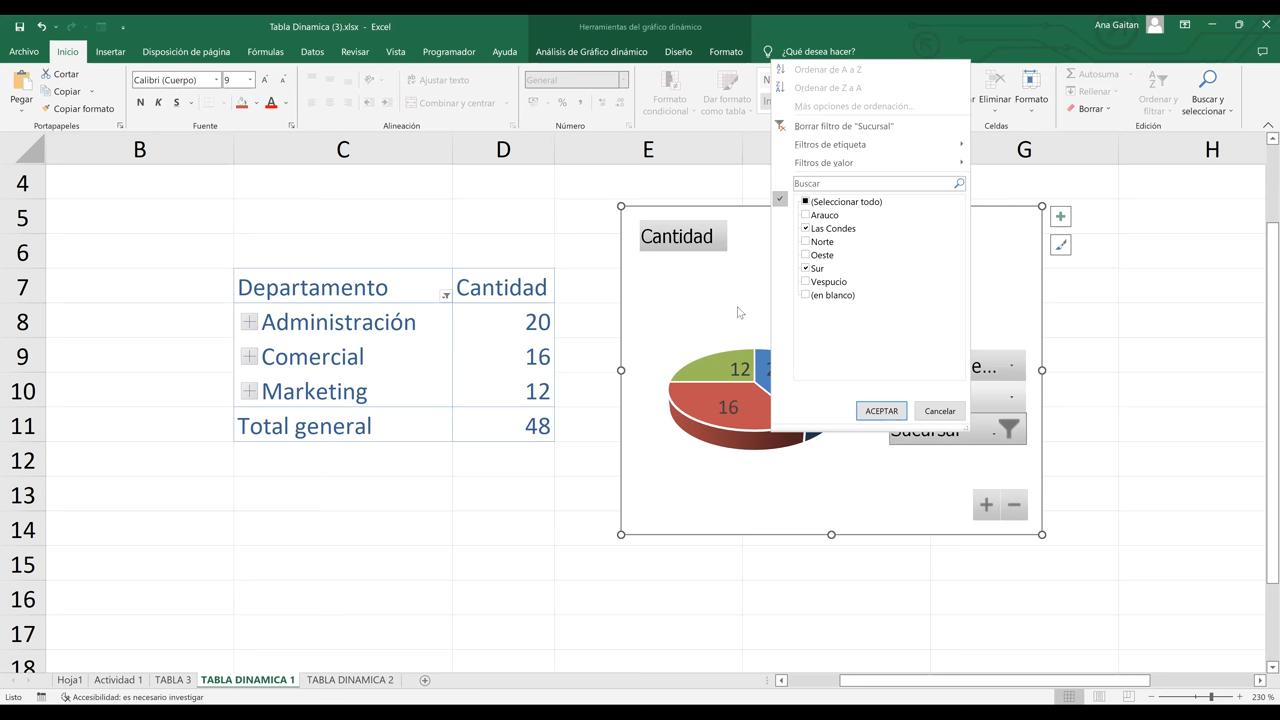 Tabla Dinamica (3).xlsx - Excel
Herramientas del gráfico dinámico
Ana Gaitan
Archivo Inicio Insertar Disposición de página Fórmulas Datos Revisar Vista Programador Ayuda Análisis de Gráfico dinámico Diseño Formato ¿Qué desea hacer?
Pegar
Cortar
Copiar
Copiar formato
Portapapeles
Calibri (Cuerpo) 9
N K S
Fuente
Ajustar texto
Combinar y centrar
Alineación
General
% 
Número
Formato condicional
Dar formato como tabla
Eliminar Formato
Celdas
Autosuma
Rellenar
Borrar
Ordenar y filtrar
Buscar y seleccionar
Edición
Ordenar de A a Z
Ordenar de Z a A
Más opciones de ordenación...
Borrar filtro de "Sucursal"
Filtros de etiqueta
Filtros de valor
Buscar
(Seleccionar todo)
Arauco
Las Condes
Norte
Oeste
Sur
Vespucio
(en blanco)
ACEPTAR Cancelar
B C D E G H
4
5
6
7 Departamento Cantidad
8 Administración 20
9 Comercial 16
10 Marketing 12
11 Total general 48
12
13
14
15
16
17
18
Cantidad
12
16
e...
Sucursal
Hoja1 Actividad 1 TABLA 3 TABLA DINAMICA 1 TABLA DINAMICA 2
Listo Accesibilidad: es necesario investigar 230 %